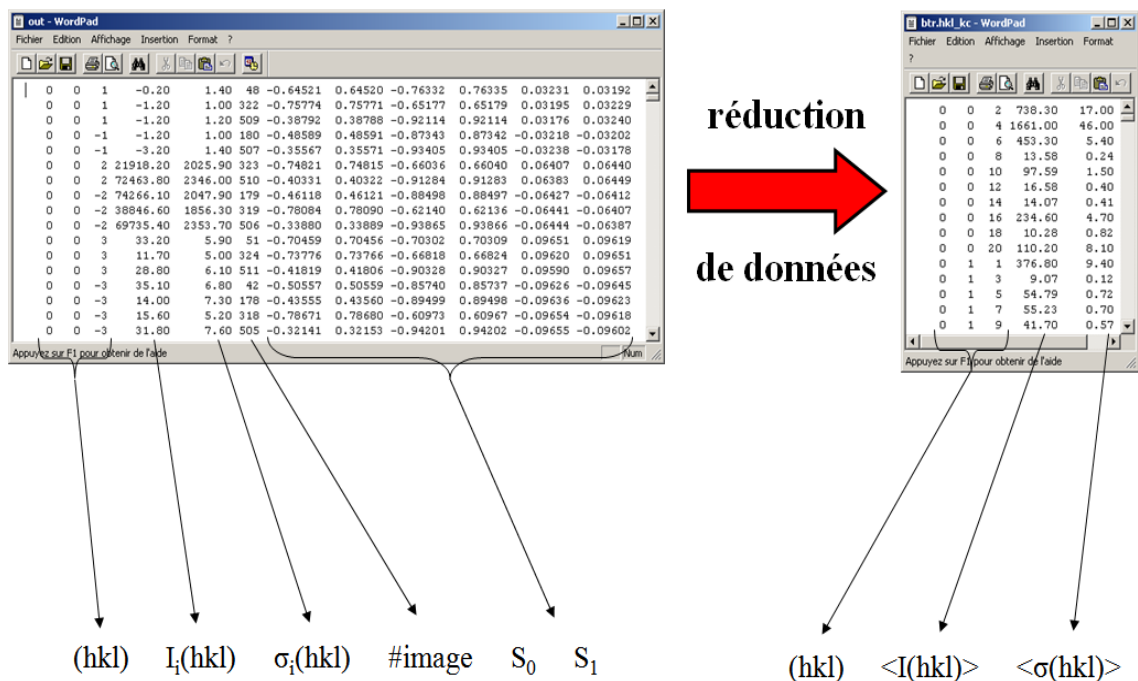 out - WordPad
Fichier Edition Affichage Insertion Format ?
0 0 1 -0.20 1.40 48 -0.64521 0.64520 -0.76332 0.76335 0.03231 0.03192
0 0 1 -1.20 1.00 322 -0.75774 0.75771 -0.65177 0.65179 0.03195 0.03229
0 0 1 -1.20 1.20 509 -0.38792 0.38788 -0.92114 0.92114 0.03176 0.03240
0 0 -1 -1.20 1.00 180 -0.48589 0.48591 -0.87343 0.87342 -0.03218 -0.03202
0 0 -1 -3.20 1.40 507 -0.35567 0.35571 -0.93405 0.93405 -0.03238 -0.03178
0 0 2 21918.20 2025.90 323 -0.74821 0.74815 -0.66036 0.66040 0.06407 0.06440
0 0 2 72463.80 2346.00 510 -0.40331 0.40322 -0.91284 0.91283 0.06383 0.06449
0 0 -2 74266.10 2047.90 179 -0.46118 0.46121 -0.88498 0.88497 -0.06427 -0.06412
0 0 -2 38846.60 1856.30 319 -0.78084 0.78090 -0.62140 0.62136 -0.06441 -0.06407
0 0 -2 69735.40 2353.70 506 -0.33880 0.33889 -0.93865 0.93866 -0.06444 -0.06387
0 0 3 33.20 5.90 51 -0.70459 0.70456 -0.70302 0.70309 0.09651 0.09619
0 0 3 11.70 5.00 324 -0.73776 0.73766 -0.66818 0.66824 0.09620 0.09651
0 0 3 28.80 6.10 511 -0.41819 0.41806 -0.90328 0.90327 0.09590 0.09657
0 0 -3 35.10 6.80 42 -0.50557 0.50559 -0.85740 0.85737 -0.09626 -0.09645
0 0 -3 14.00 7.30 178 -0.43555 0.43560 -0.89499 0.89498 -0.09636 -0.09623
0 0 -3 15.60 5.20 318 -0.78671 0.78680 -0.60973 0.60967 -0.09654 -0.09618
0 0 -3 31.80 7.60 505 -0.32141 0.32153 -0.94201 0.94202 -0.09655 -0.09602
Appuyez sur F1 pour obtenir de l'aide
Num
réduction
de données
btr.hkl_kc - WordPad
Fichier Edition Affichage Insertion Format
?
0 0 2 738.30 17.00
0 0 4 1661.00 46.00
0 0 6 453.30 5.40
0 0 8 13.58 0.24
0 0 10 97.59 1.50
0 0 12 16.58 0.40
0 0 14 14.07 0.41
0 0 16 234.60 4.70
0 0 18 10.28 0.82
0 0 20 110.20 8.10
0 1 1 376.80 9.40
0 1 3 9.07 0.12
0 1 5 54.79 0.72
0 1 7 55.23 0.70
0 1 9 41.70 0.57
Appuyez sur F1 pour obtenir de l'aide
(hkl) Iᵢ(hkl) σᵢ(hkl) #image S₀ S₁
(hkl) <I(hkl)> <σ(hkl)>